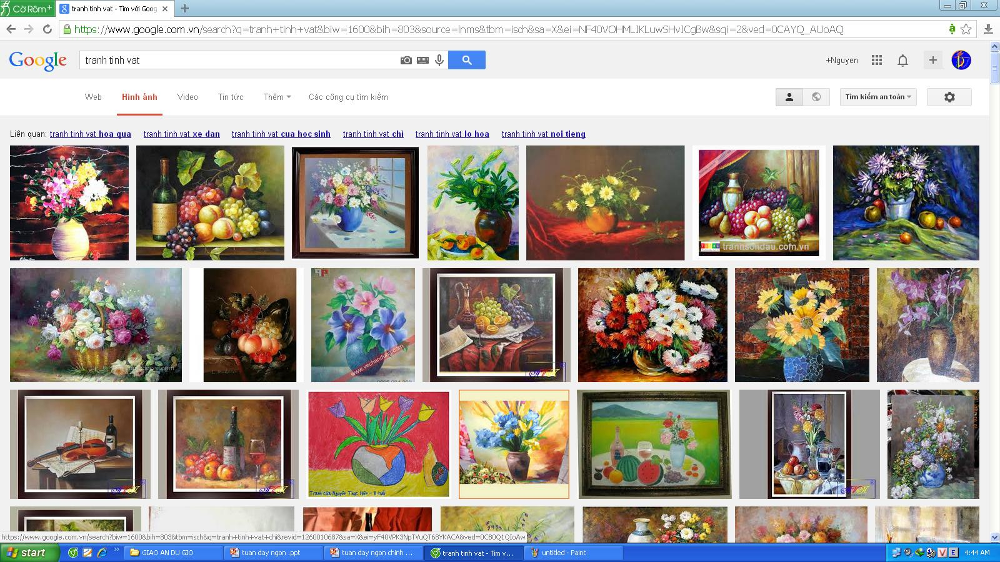 Cờ Rôm+
tranh tinh vat - Tìm với Goog
https://www.google.com.vn/search?q=tranh+tinh+vat&biw=1600&bih=803&source=lnms&tbm=isch&sa=X&ei=NF40VOHMLIKLuwSHvICgBw&sqi=2&ved=0CAYQ_AUoAQ
Google
tranh tinh vat
+Nguyen
Web
Hình ảnh
Video
Tin tức
Thêm
Các công cụ tìm kiếm
Tìm kiếm an toàn
Liên quan: tranh tinh vat hoa qua tranh tinh vat xe dan tranh tinh vat cua hoc sinh tranh tinh vat chì tranh tinh vat lo hoa tranh tinh vat noi tieng
tranhsondau.com.vn
www.vechandung.com
Tranh của Nguyễn Thục Hiền - 11 tuổi
https://www.google.com.vn/search?biw=1600&bih=803&tbm=isch&q=tranh+tinh+vat+chì&revid=1260010687&sa=X&ei=yF40VPK3NpTVuQT68YKACA&ved=0CB0Q1QIoAw
start
GIAO AN DU GIO
tuan day ngon .ppt
tuan day ngon chinh ...
tranh tinh vat - Tìm v...
untitled - Paint
4:44 AM